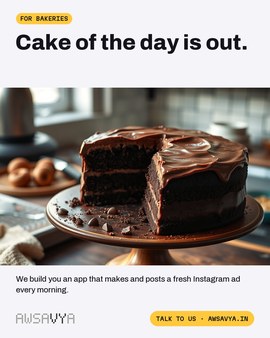 FOR BAKERIES
Cake of the day is out.
We build you an app that makes and posts a fresh Instagram ad
every morning.
AWSAVYA
TALK TO US · AWSAVYA.IN